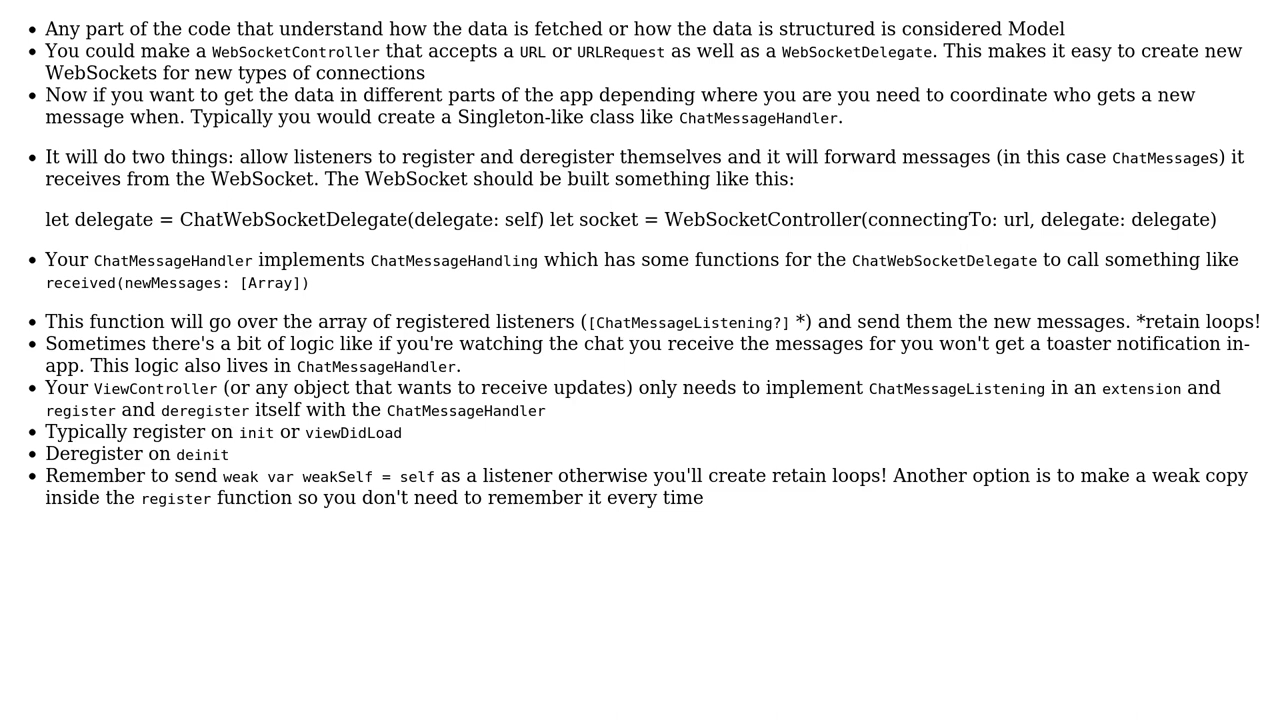 Any part of the code that understand how the data is fetched or how the data is structured is considered Model
You could make a WebSocketController that accepts a URL or URLRequest as well as a WebSocketDelegate. This makes it easy to create new
WebSockets for new types of connections
Now if you want to get the data in different parts of the app depending where you are you need to coordinate who gets a new
message when. Typically you would create a Singleton-like class like ChatMessageHandler.
It will do two things: allow listeners to register and deregister themselves and it will forward messages (in this case ChatMessages) it
receives from the WebSocket. The WebSocket should be built something like this:
let delegate = ChatWebSocketDelegate(delegate: self) let socket = WebSocketController(connectingTo: url, delegate: delegate)
Your ChatMessageHandler implements ChatMessageHandling which has some functions for the ChatWebSocketDelegate to call something like
received(newMessages: [Array])
This function will go over the array of registered listeners ([ChatMessageListening?] *) and send them the new messages. *retain loops!
Sometimes there's a bit of logic like if you're watching the chat you receive the messages for you won't get a toaster notification in-
app. This logic also lives in ChatMessageHandler.
Your ViewController (or any object that wants to receive updates) only needs to implement ChatMessageListening in an extension and
register and deregister itself with the ChatMessageHandler
Typically register on init or viewDidLoad
Deregister on deinit
Remember to send weak var weakSelf = self as a listener otherwise you'll create retain loops! Another option is to make a weak copy
inside the register function so you don't need to remember it every time